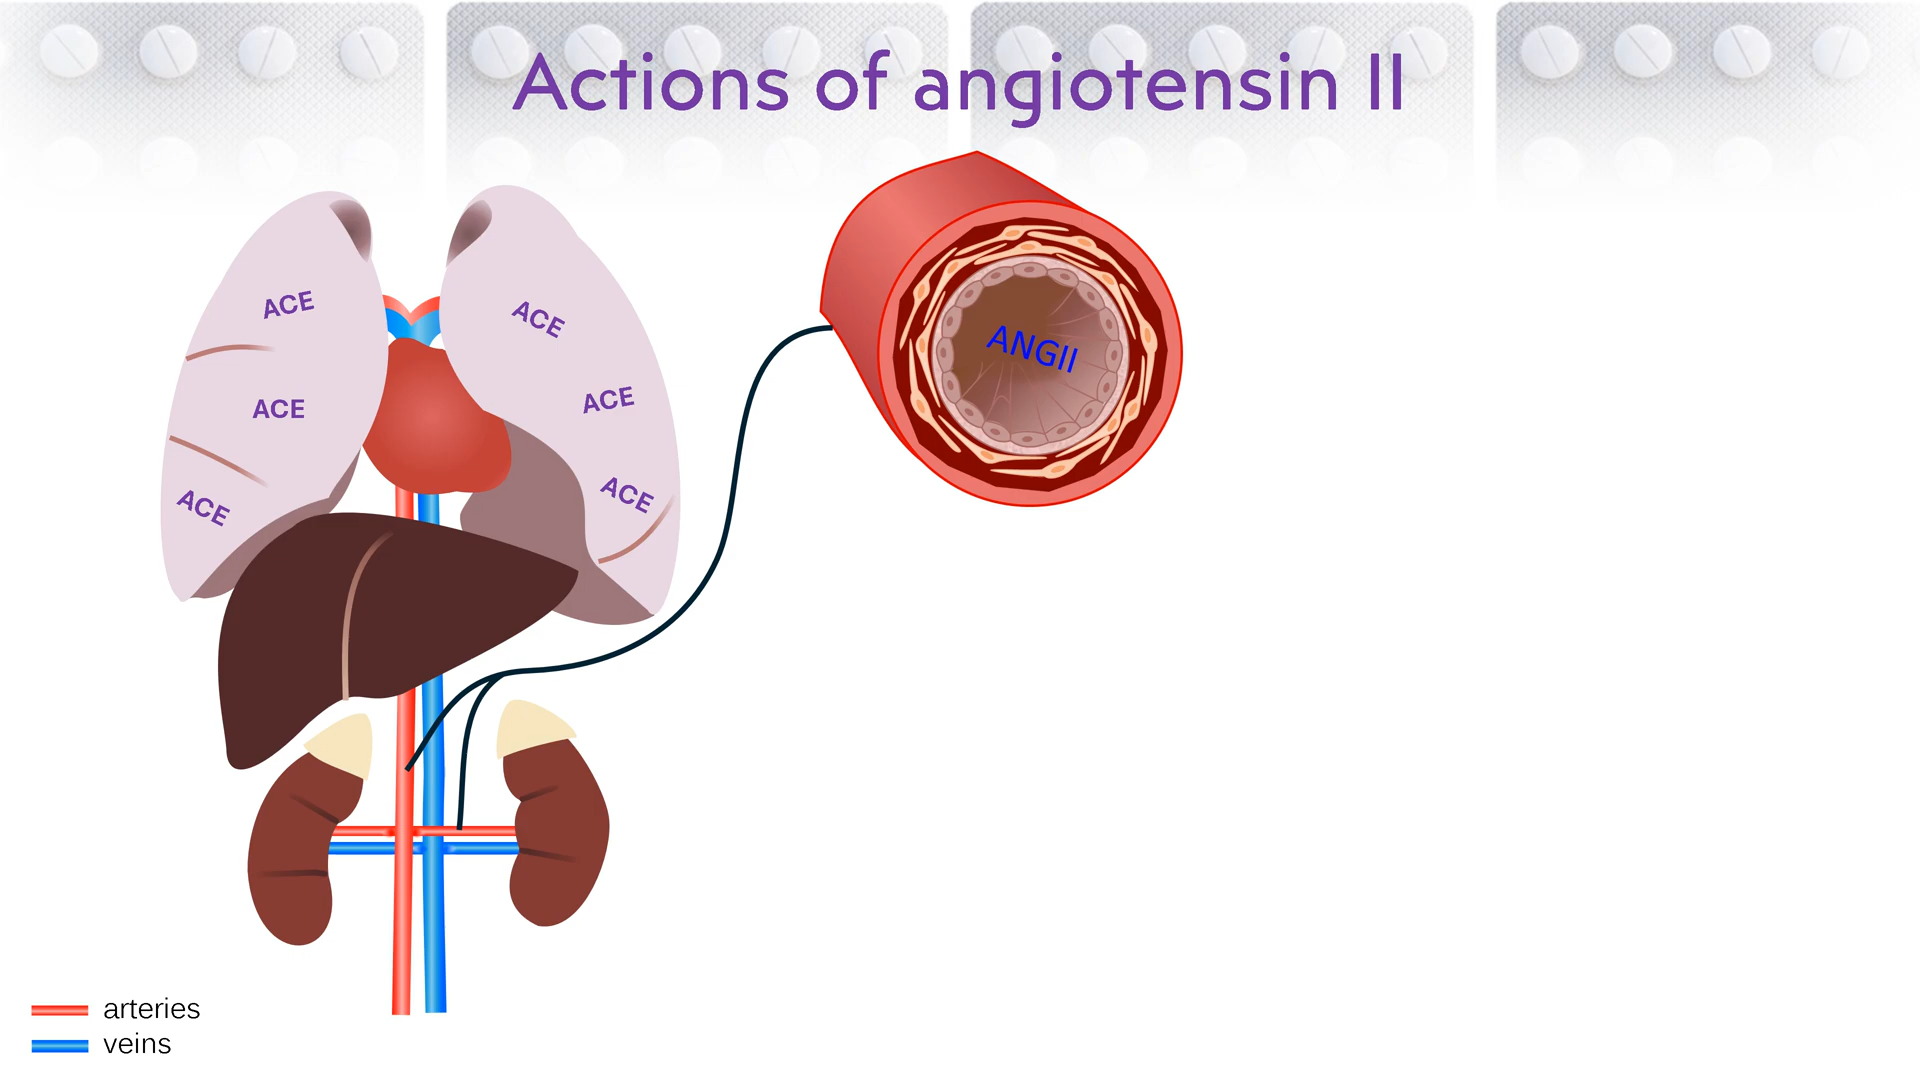 Actions of angiotensin II
ACE
ACE
ACE
ACE
ACE
ACE
ANGII
arteries
veins